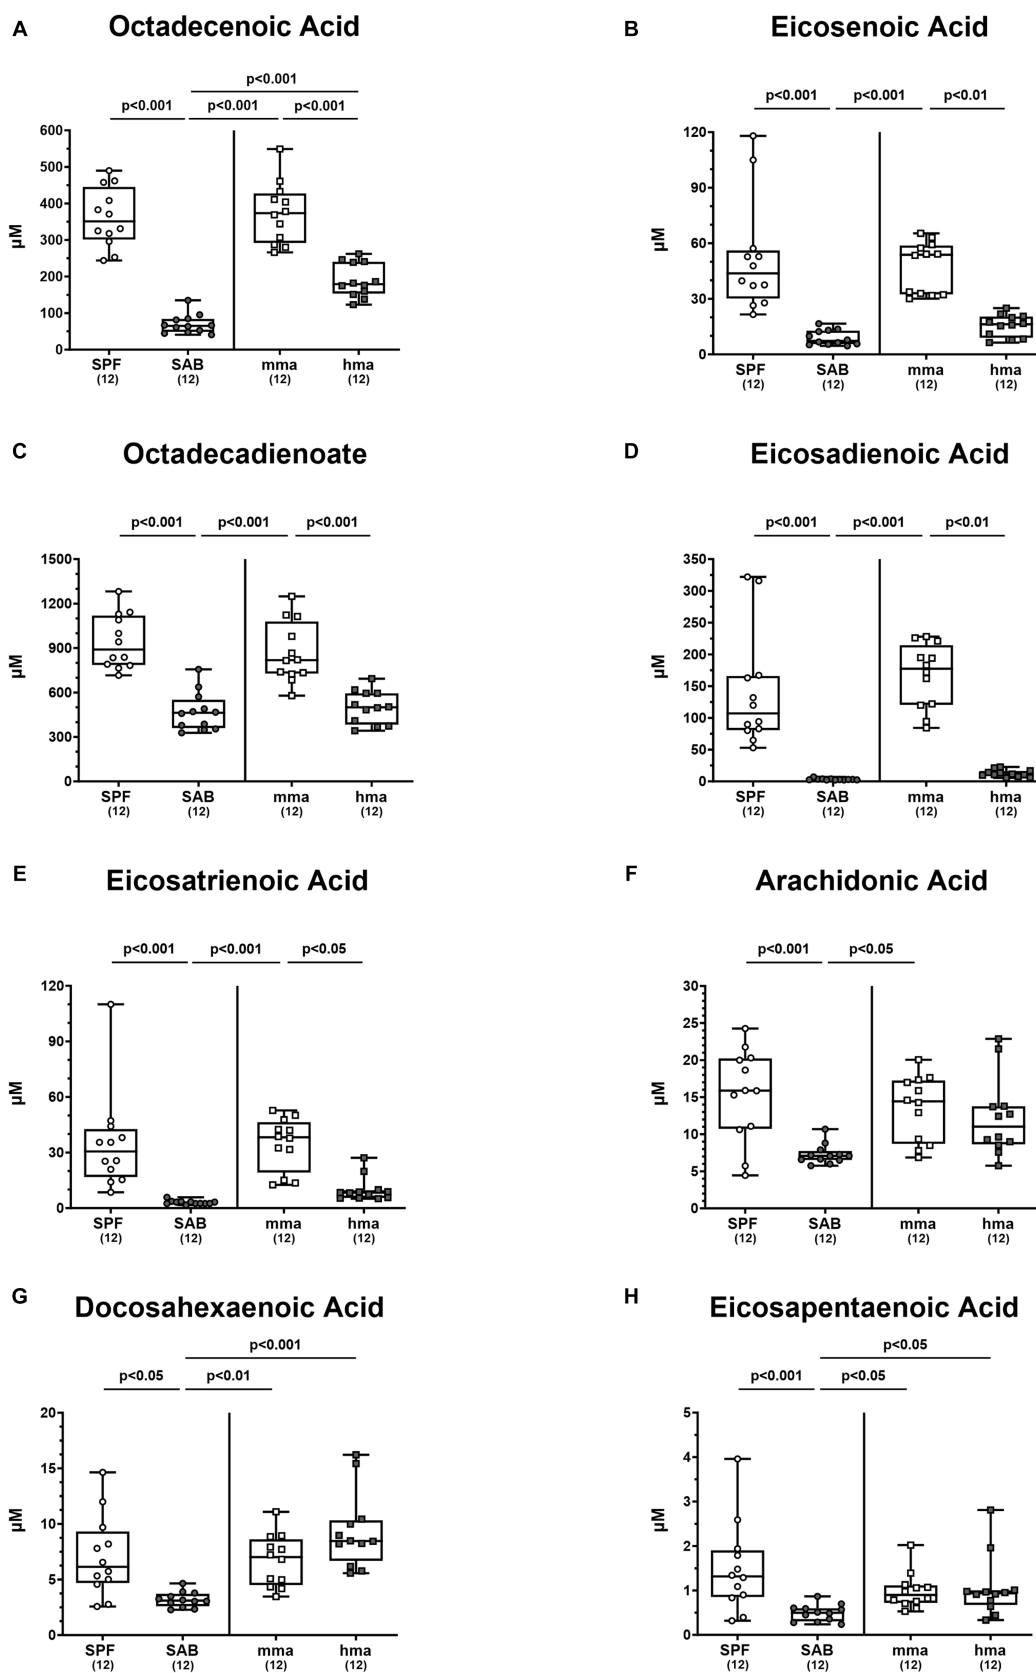 A
Octadecenoic Acid
p<0.001
p<0.001 p<0.001 p<0.001
600
500
400
300
200
100
0
µM
SPF SAB mma hma
(12) (12) (12) (12)
B
Eicosenoic Acid
p<0.001 p<0.001 p<0.01
120
90
60
30
0
µM
SPF SAB mma hma
(12) (12) (12) (12)
C
Octadecadienoate
p<0.001 p<0.001 p<0.001
1500
1200
900
600
300
0
µM
SPF SAB mma hma
(12) (12) (12) (12)
D
Eicosadienoic Acid
p<0.001 p<0.001 p<0.01
350
300
250
200
150
100
50
0
µM
SPF SAB mma hma
(12) (12) (12) (12)
E
Eicosatrienoic Acid
p<0.001 p<0.001 p<0.05
120
90
60
30
0
µM
SPF SAB mma hma
(12) (12) (12) (12)
F
Arachidonic Acid
p<0.001 p<0.05
30
25
20
15
10
5
0
µM
SPF SAB mma hma
(12) (12) (12) (12)
G
Docosahexaenoic Acid
p<0.001
p<0.05 p<0.01
20
15
10
5
0
µM
SPF SAB mma hma
(12) (12) (12) (12)
H
Eicosapentaenoic Acid
p<0.05
p<0.001 p<0.05
5
4
3
2
1
0
µM
SPF SAB mma hma
(12) (12) (12) (12)